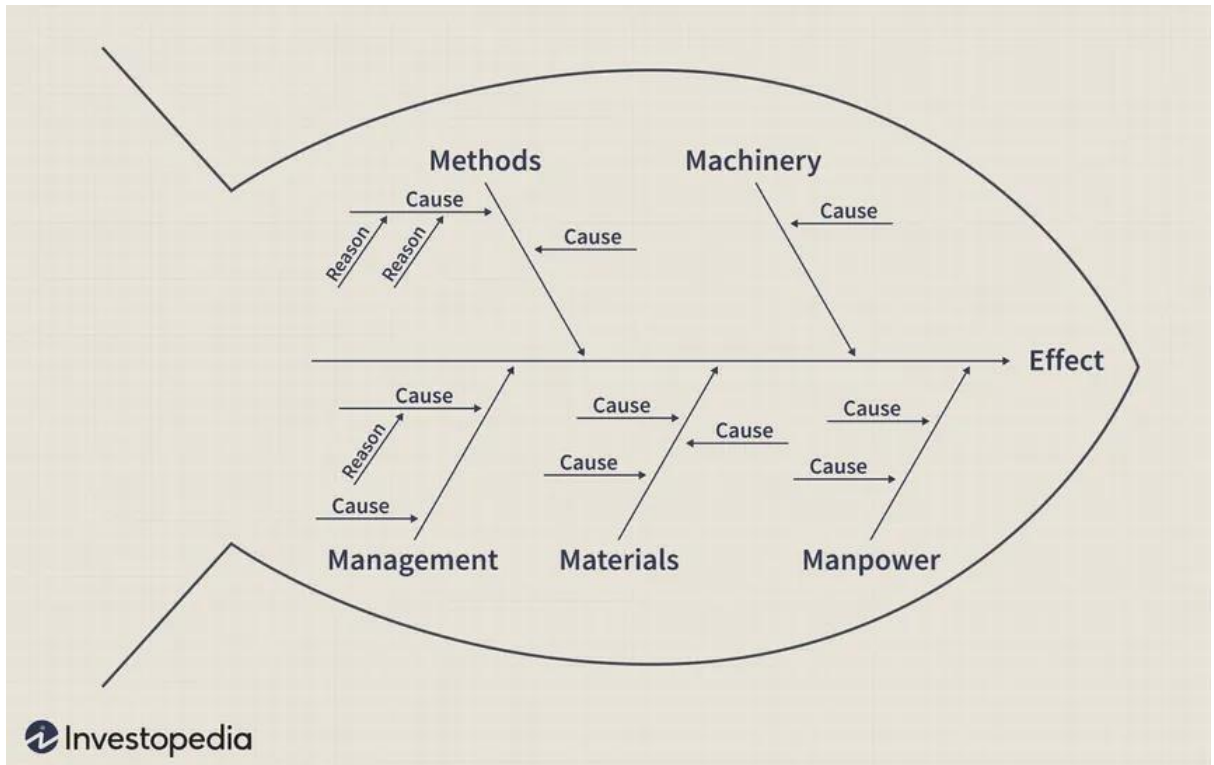 Methods
Machinery
Cause
Cause
Reason
Reason
Cause
Effect
Cause
Cause
Cause
Cause
Reason
Cause
Cause
Cause
Management
Materials
Manpower
Investopedia